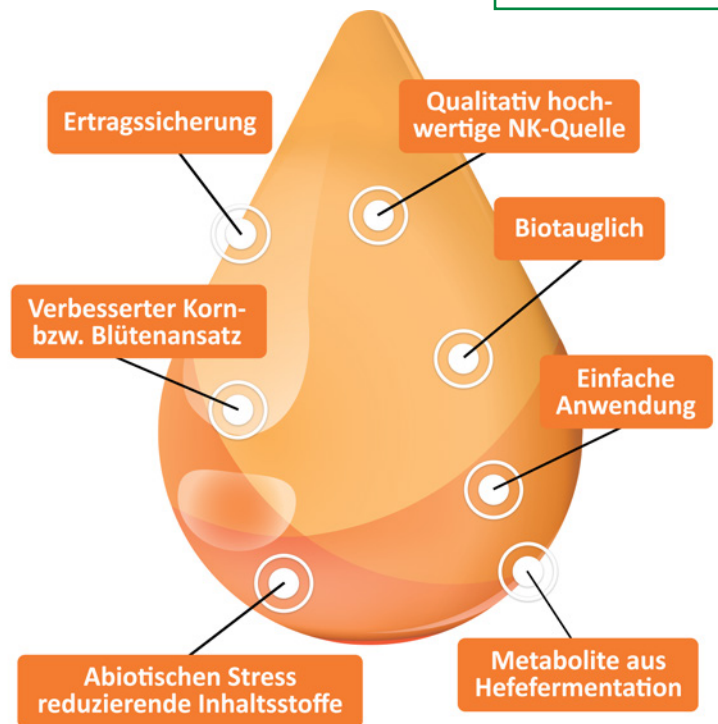 Ertragssicherung
Qualitativ hoch-
wertige NK-Quelle
Biotauglich
Verbesserter Korn-
bzw. Blütenansatz
Einfache
Anwendung
Abiotischen Stress
reduzierende Inhaltsstoffe
Metabolite aus
Hefefermentation